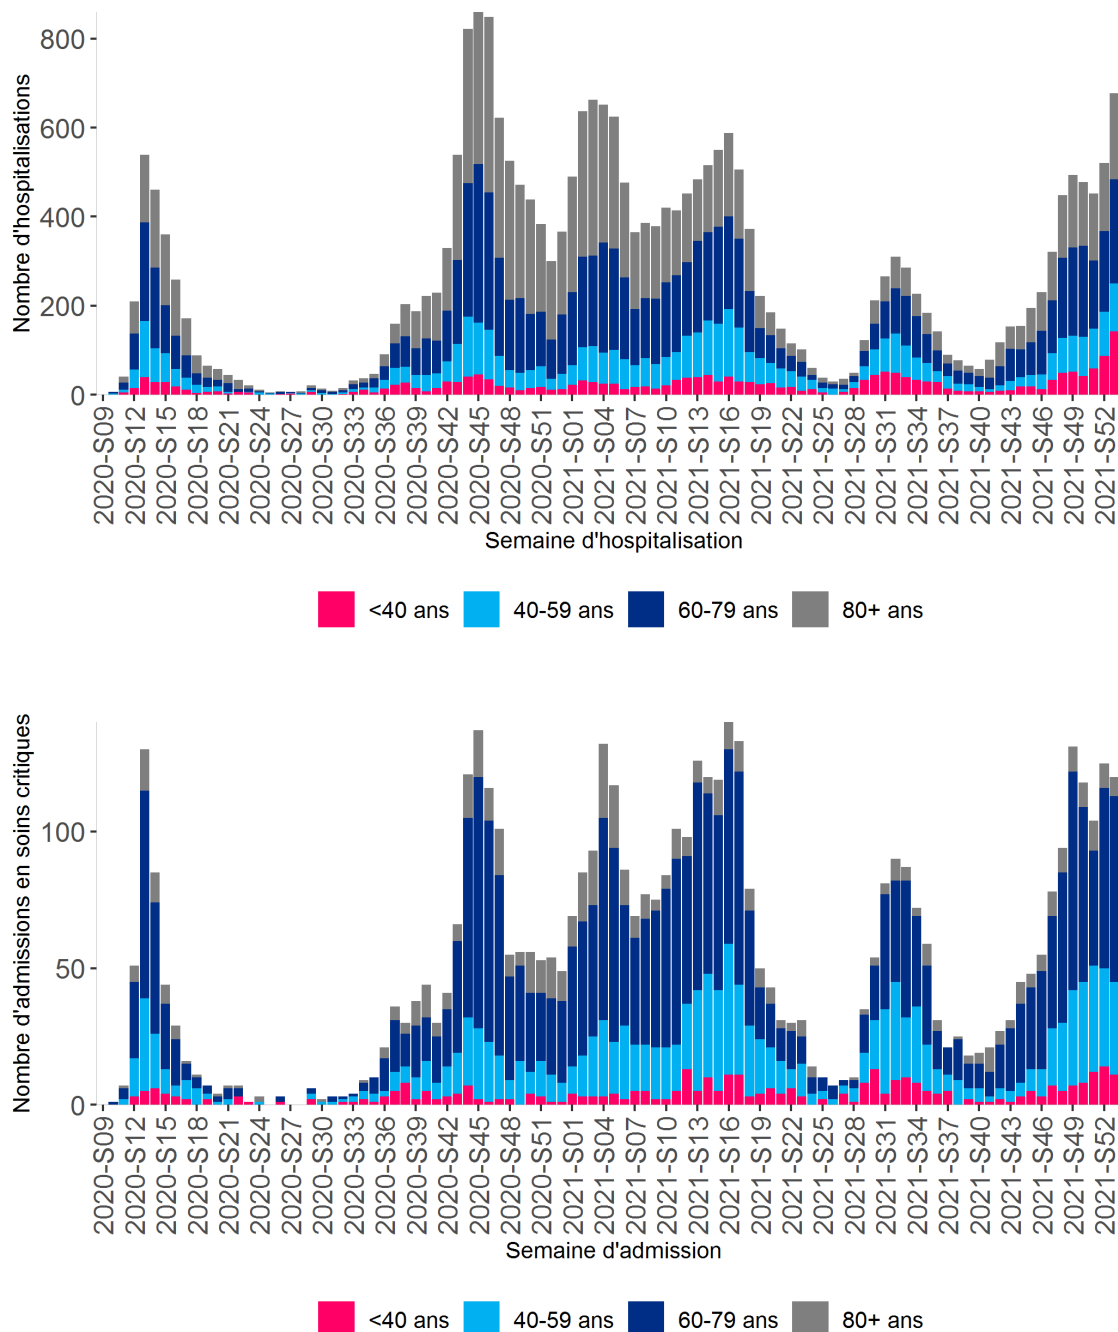 Nombre d'hospitalisations
800
600
400
200
0
2020-S09
2020-S12
2020-S15
2020-S18
2020-S21
2020-S24
2020-S27
2020-S30
2020-S33
2020-S36
2020-S39
2020-S42
2020-S45
2020-S48
2020-S51
2021-S01
2021-S04
2021-S07
2021-S10
2021-S13
2021-S16
2021-S19
2021-S22
2021-S25
2021-S28
2021-S31
2021-S34
2021-S37
2021-S40
2021-S43
2021-S46
2021-S49
2021-S52
Semaine d'hospitalisation
<40 ans 40-59 ans 60-79 ans 80+ ans
Nombre d'admissions en soins critiques
100
50
0
2020-S09
2020-S12
2020-S15
2020-S18
2020-S21
2020-S24
2020-S27
2020-S30
2020-S33
2020-S36
2020-S39
2020-S42
2020-S45
2020-S48
2020-S51
2021-S01
2021-S04
2021-S07
2021-S10
2021-S13
2021-S16
2021-S19
2021-S22
2021-S25
2021-S28
2021-S31
2021-S34
2021-S37
2021-S40
2021-S43
2021-S46
2021-S49
2021-S52
Semaine d'admission
<40 ans 40-59 ans 60-79 ans 80+ ans